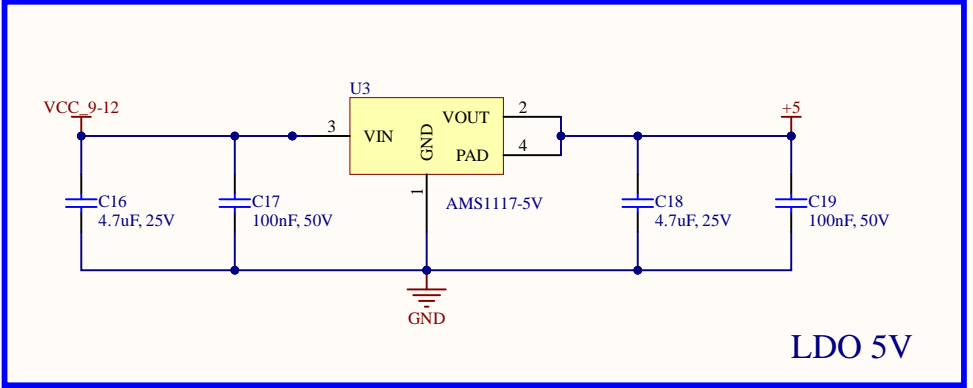 U3
VCC_9-12
+5
3
VIN
GND
VOUT
2
PAD
4
1
AMS1117-5V
C16
4.7uF, 25V
C17
100nF, 50V
C18
4.7uF, 25V
C19
100nF, 50V
GND
LDO 5V